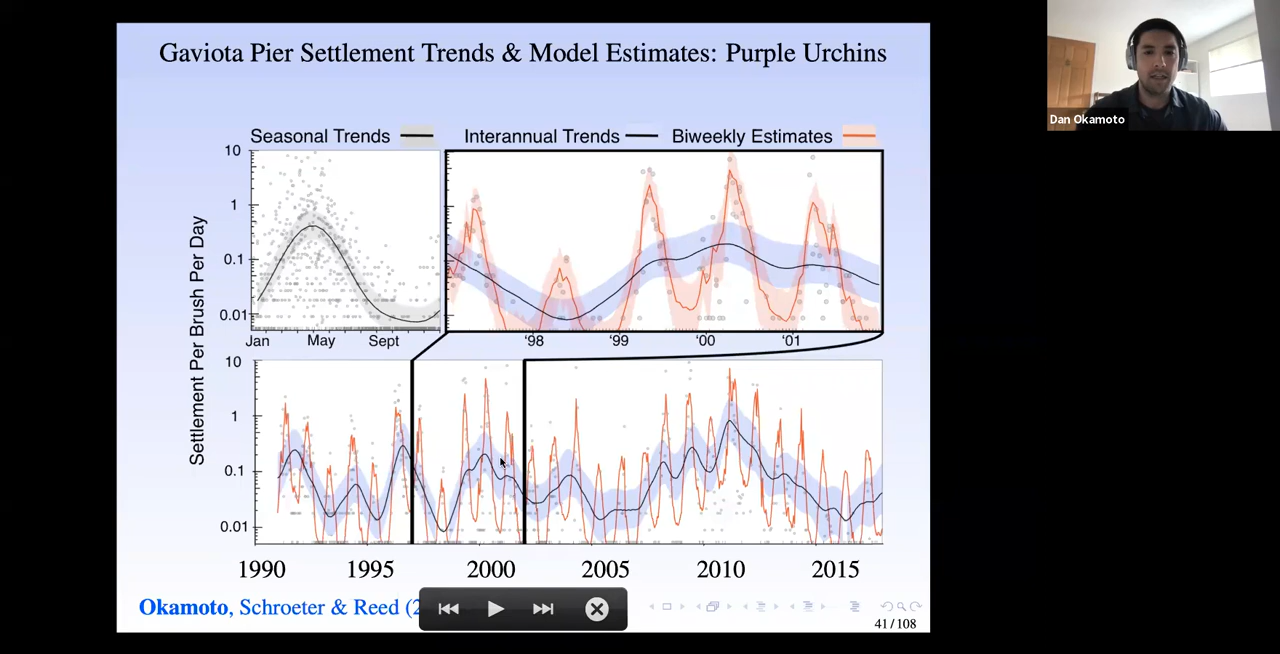 Gaviota Pier Settlement Trends & Model Estimates: Purple Urchins
Dan Okamoto
Seasonal Trends Interannual Trends Biweekly Estimates
Settlement Per Brush Per Day
10
1
0.1
0.01
Jan May Sept
'98 '99 '00 '01
10
1
0.1
0.01
1990 1995 2000 2005 2010 2015
Okamoto, Schroeter & Reed (2
41 / 108